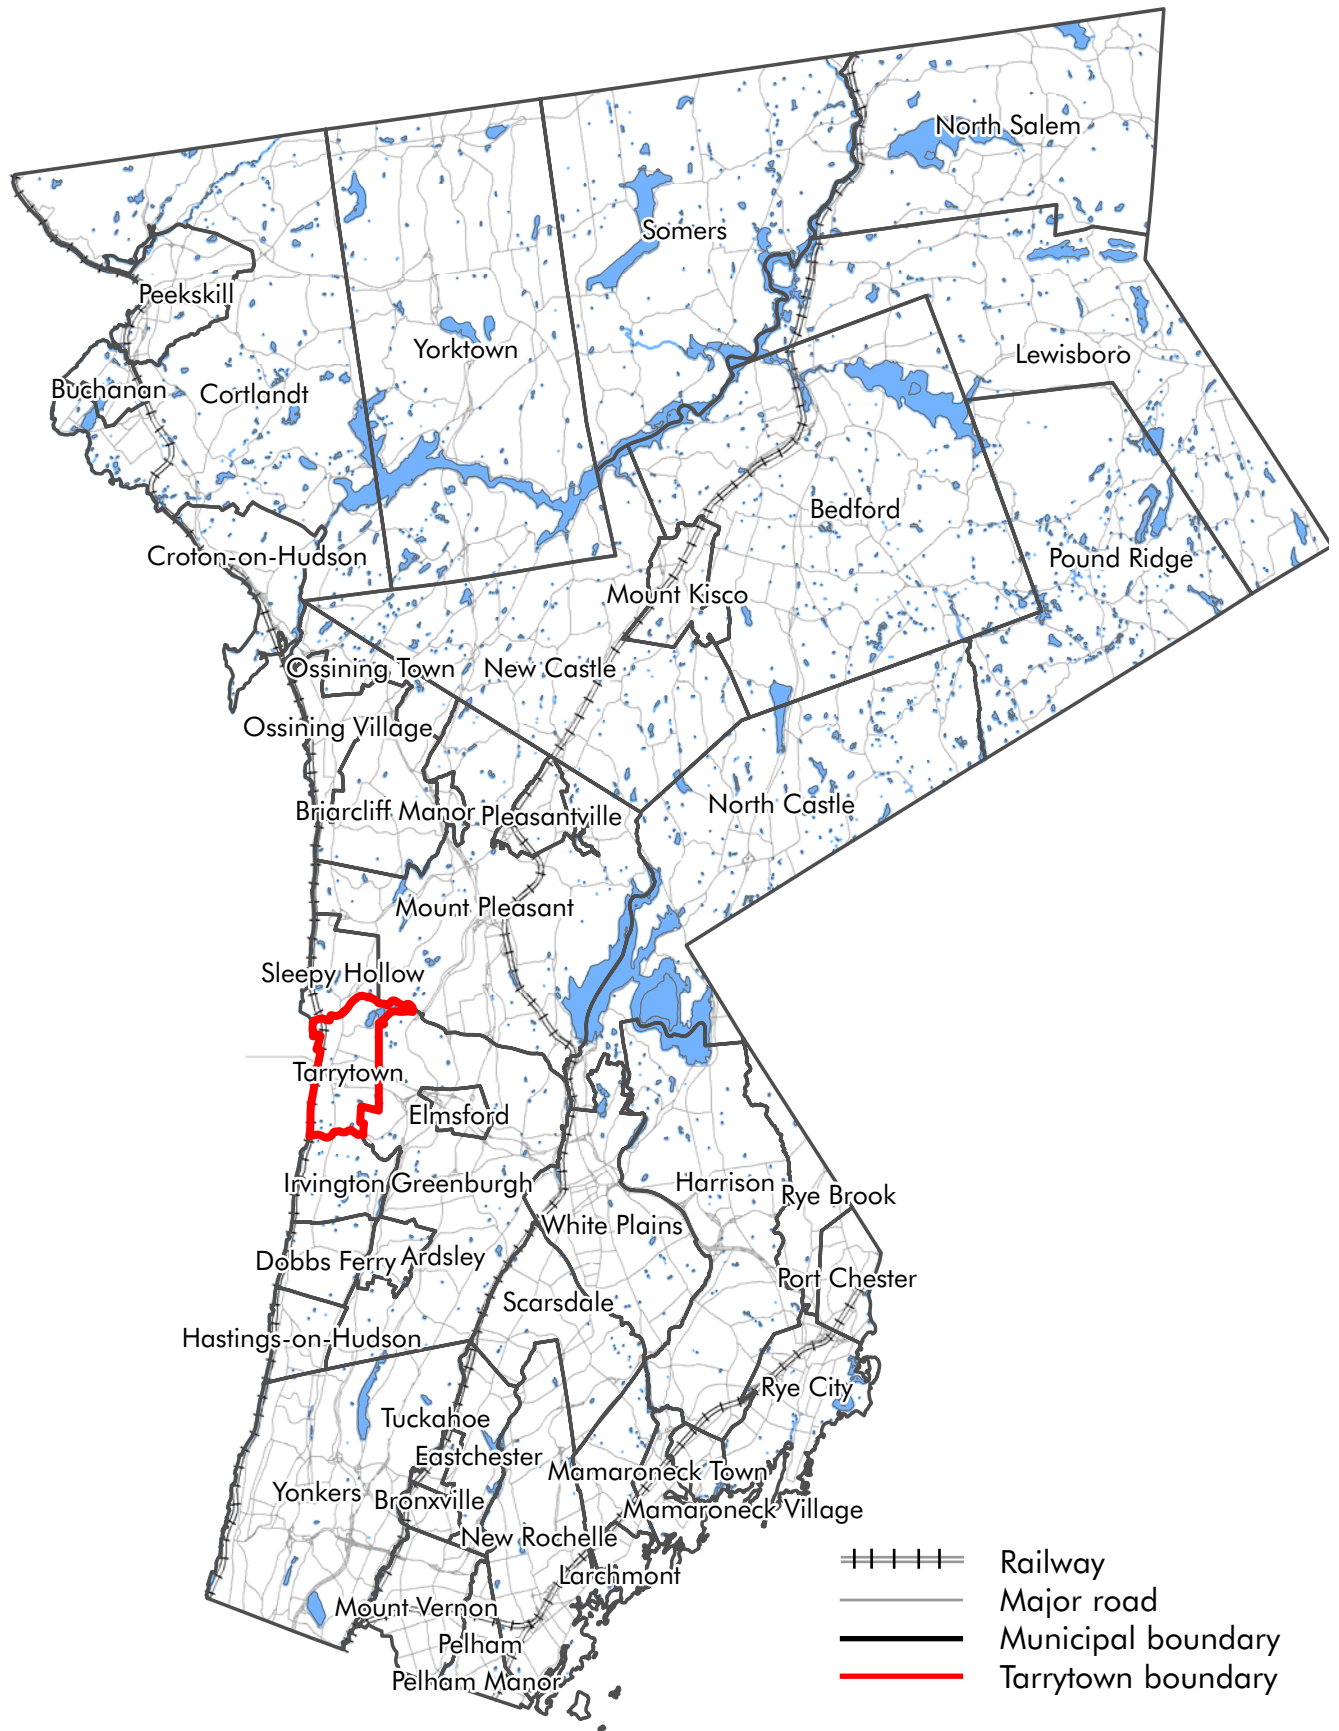 North Salem
Somers
Peekskill
Yorktown
Lewisboro
Buchanan
Cortlandt
Bedford
Croton-on-Hudson
Pound Ridge
Mount Kisco
Ossining Town
New Castle
Ossining Village
North Castle
Briarcliff Manor
Pleasantville
Mount Pleasant
Sleepy Hollow
Tarrytown
Elmsford
Irvington
Greenburgh
Harrison
Rye Brook
White Plains
Dobbs Ferry
Ardsley
Port Chester
Scarsdale
Hastings-on-Hudson
Rye City
Tuckahoe
Eastchester
Mamaroneck Town
Yonkers
Bronxville
Mamaroneck Village
New Rochelle
Larchmont
Mount Vernon
Pelham
Pelham Manor
Railway
Major road
Municipal boundary
Tarrytown boundary